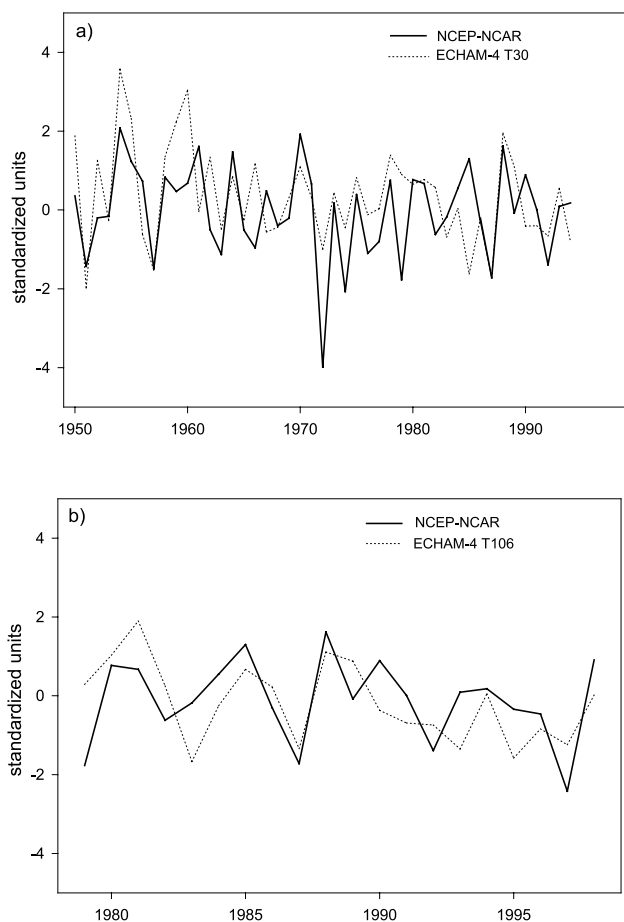 a)
NCEP-NCAR
ECHAM-4 T30
4
2
0
-2
-4
standardized units
1950 1960 1970 1980 1990
b)
NCEP-NCAR
ECHAM-4 T106
4
2
0
-2
-4
standardized units
1980 1985 1990 1995